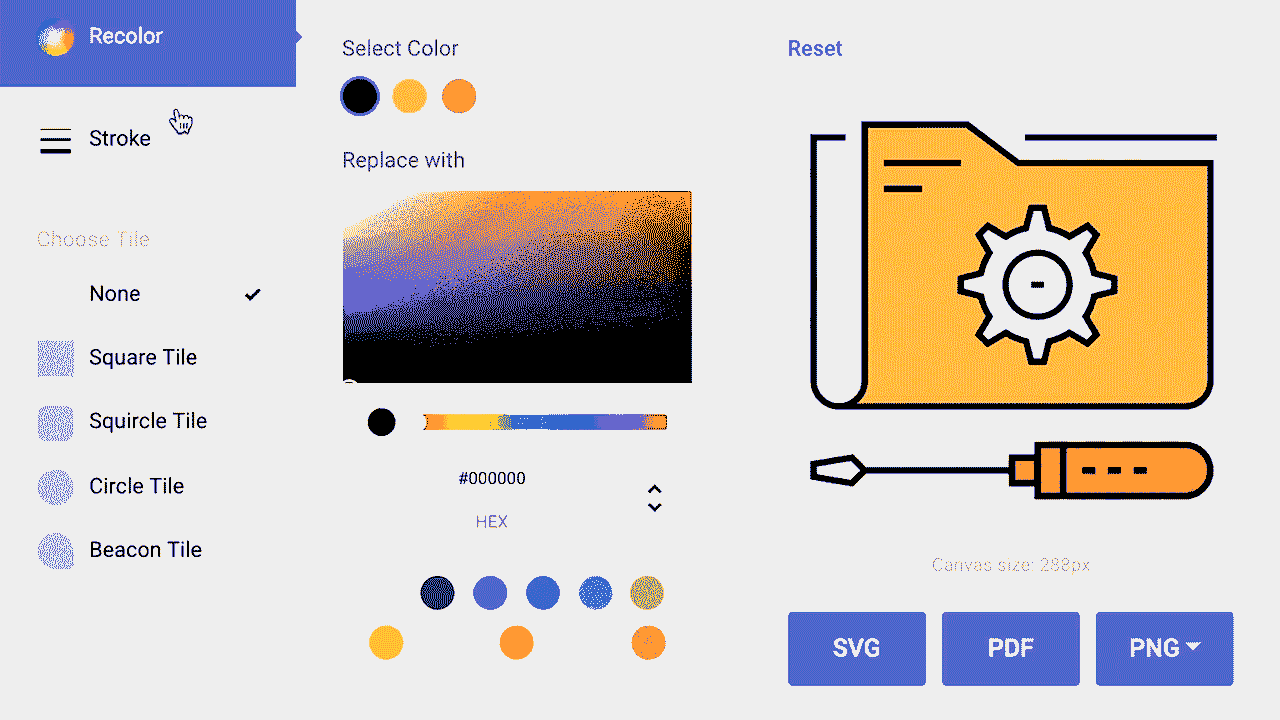 Recolor
Stroke
Choose Tile
None
Square Tile
Squircle Tile
Circle Tile
Beacon Tile
Select Color
Replace with
#000000
HEX
Reset
Canvas size: 288px
SVG
PDF
PNG